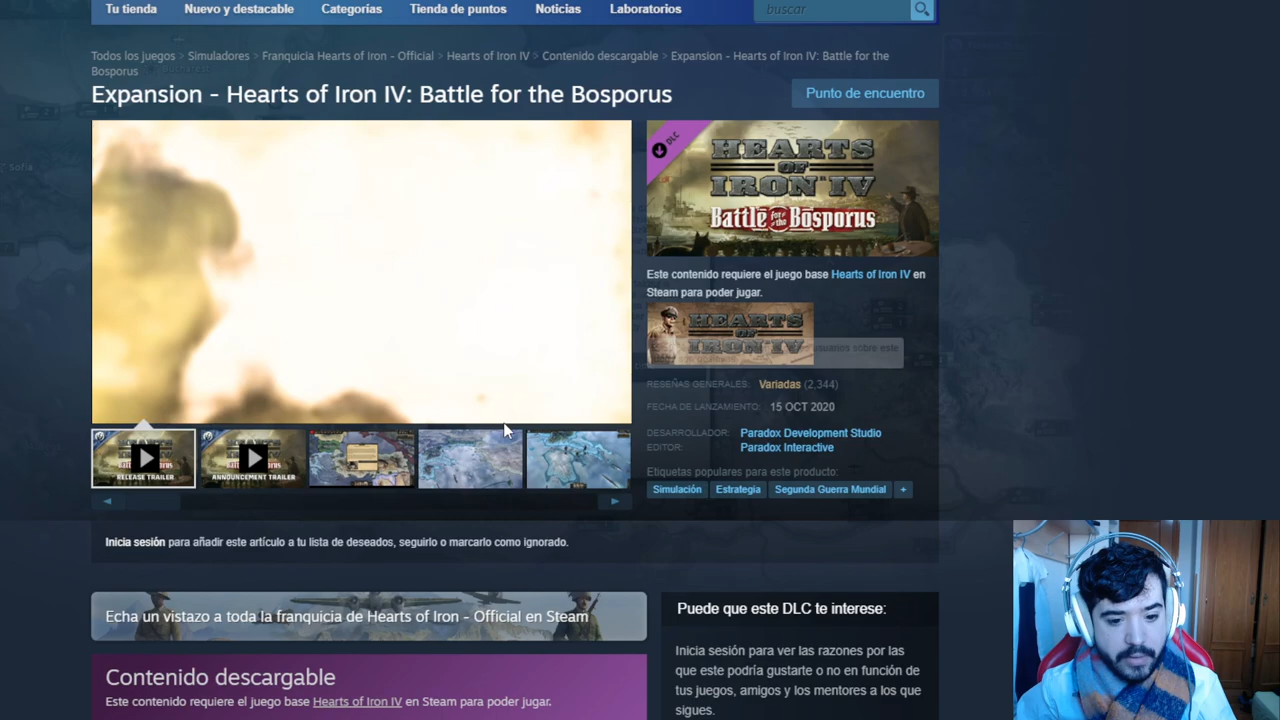 Tu tienda Nuevo y destacable Categorías Tienda de puntos Noticias Laboratorios buscar
Todos los juegos > Simuladores > Franquicia Hearts of Iron - Official > Hearts of Iron IV > Contenido descargable > Expansion - Hearts of Iron IV: Battle for the
Bosporus
Expansion - Hearts of Iron IV: Battle for the Bosporus
Punto de encuentro
Sofia
DLC
HEARTS
OF
IRON IV
Battle for the Bosporus
Este contenido requiere el juego base Hearts of Iron IV en
Steam para poder jugar.
HEARTS
OF
IRON IV
usuarios sobre este
RESEÑAS GENERALES: Variadas (2,344)
FECHA DE LANZAMIENTO: 15 OCT 2020
DESARROLLADOR: Paradox Development Studio
EDITOR: Paradox Interactive
Etiquetas populares para este producto:
Simulación Estrategia Segunda Guerra Mundial +
RELEASE TRAILER
ANNOUNCEMENT TRAILER
Inicia sesión para añadir este artículo a tu lista de deseados, seguirlo o marcarlo como ignorado.
Echa un vistazo a toda la franquicia de Hearts of Iron - Official en Steam
Contenido descargable
Este contenido requiere el juego base Hearts of Iron IV en Steam para poder jugar.
Puede que este DLC te interese:
Inicia sesión para ver las razones por las
que este podría gustarte o no en función de
tus juegos, amigos y los mentores a los que
sigues.